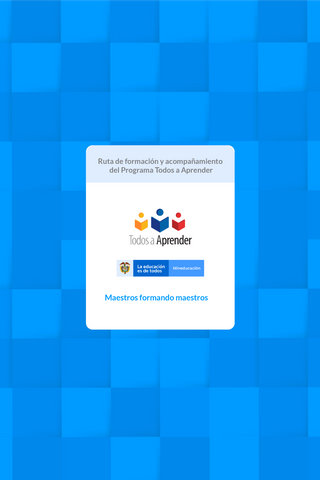 Ruta de formación y acompañamiento
del Programa Todos a Aprender
Todos a Aprender
La educación
es de todos
Mineducación
Maestros formando maestros